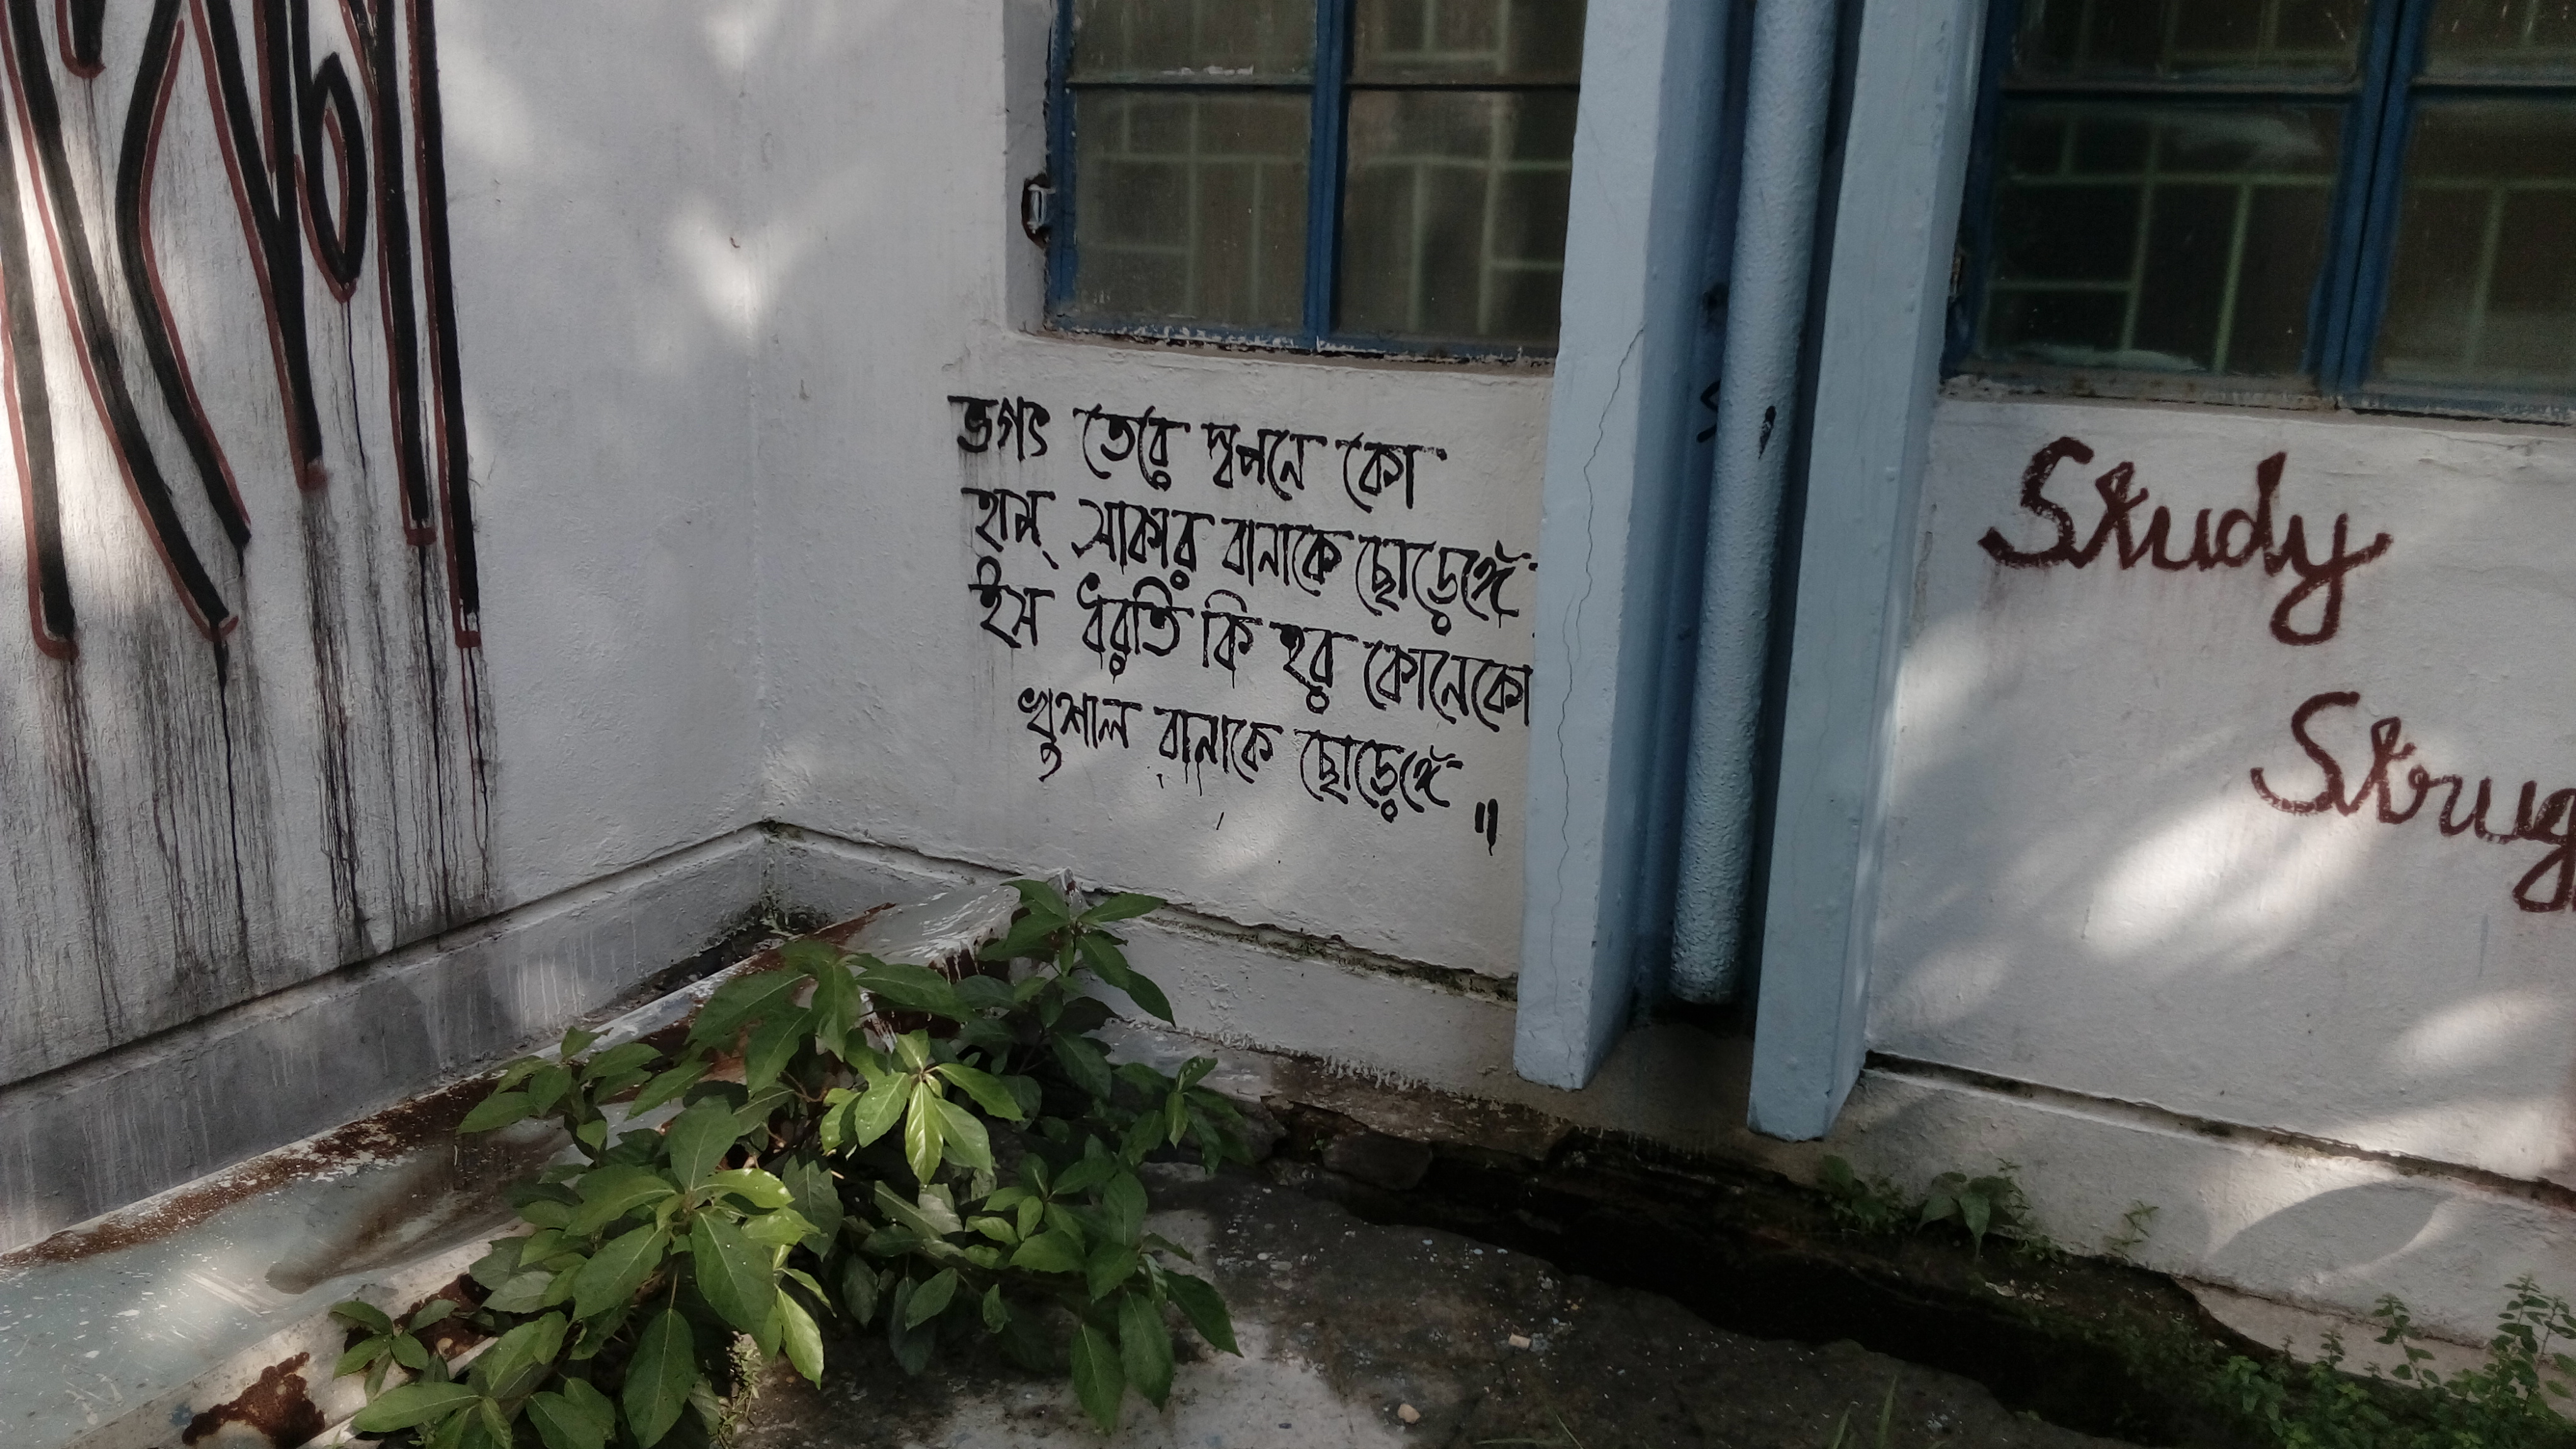 ভগৎ তেরে স্বপনে কো
হাম্ সাকার বানাকে ছোড়েঙ্গে
ইস ধরতি কি হর কোনেকো
খুশাল বানাকে ছোড়েঙ্গে ॥
Study
Strug